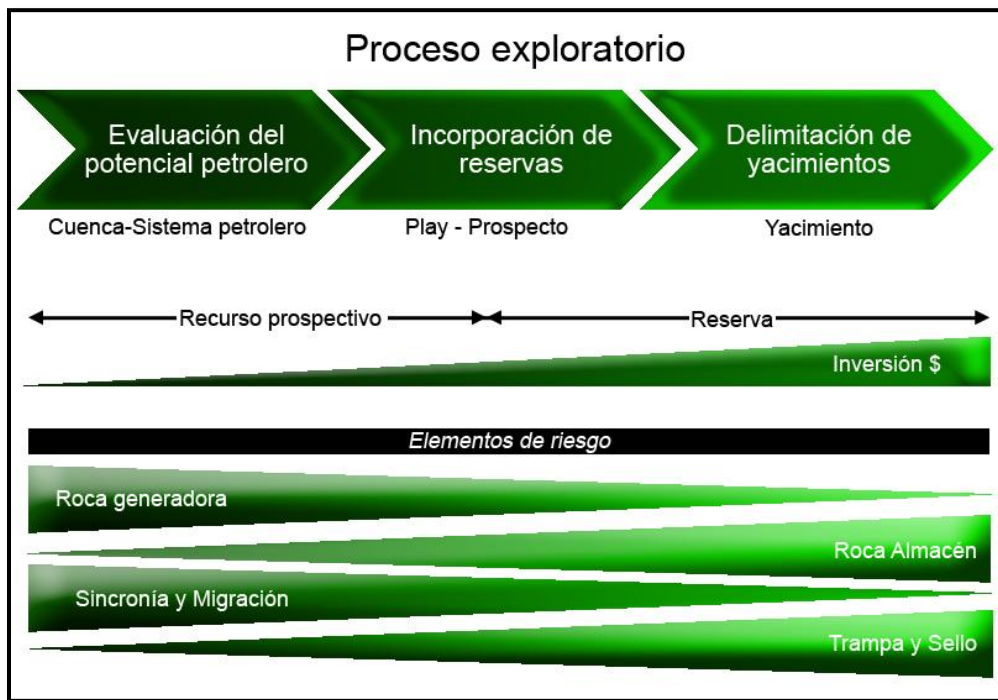 Proceso exploratorio
Evaluación del
potencial petrolero
Incorporación de
reservas
Delimitación de
yacimientos
Cuenca-Sistema petrolero
Play - Prospecto
Yacimiento
Recurso prospectivo
Reserva
Inversión $
Elementos de riesgo
Roca generadora
Roca Almacén
Sincronía y Migración
Trampa y Sello